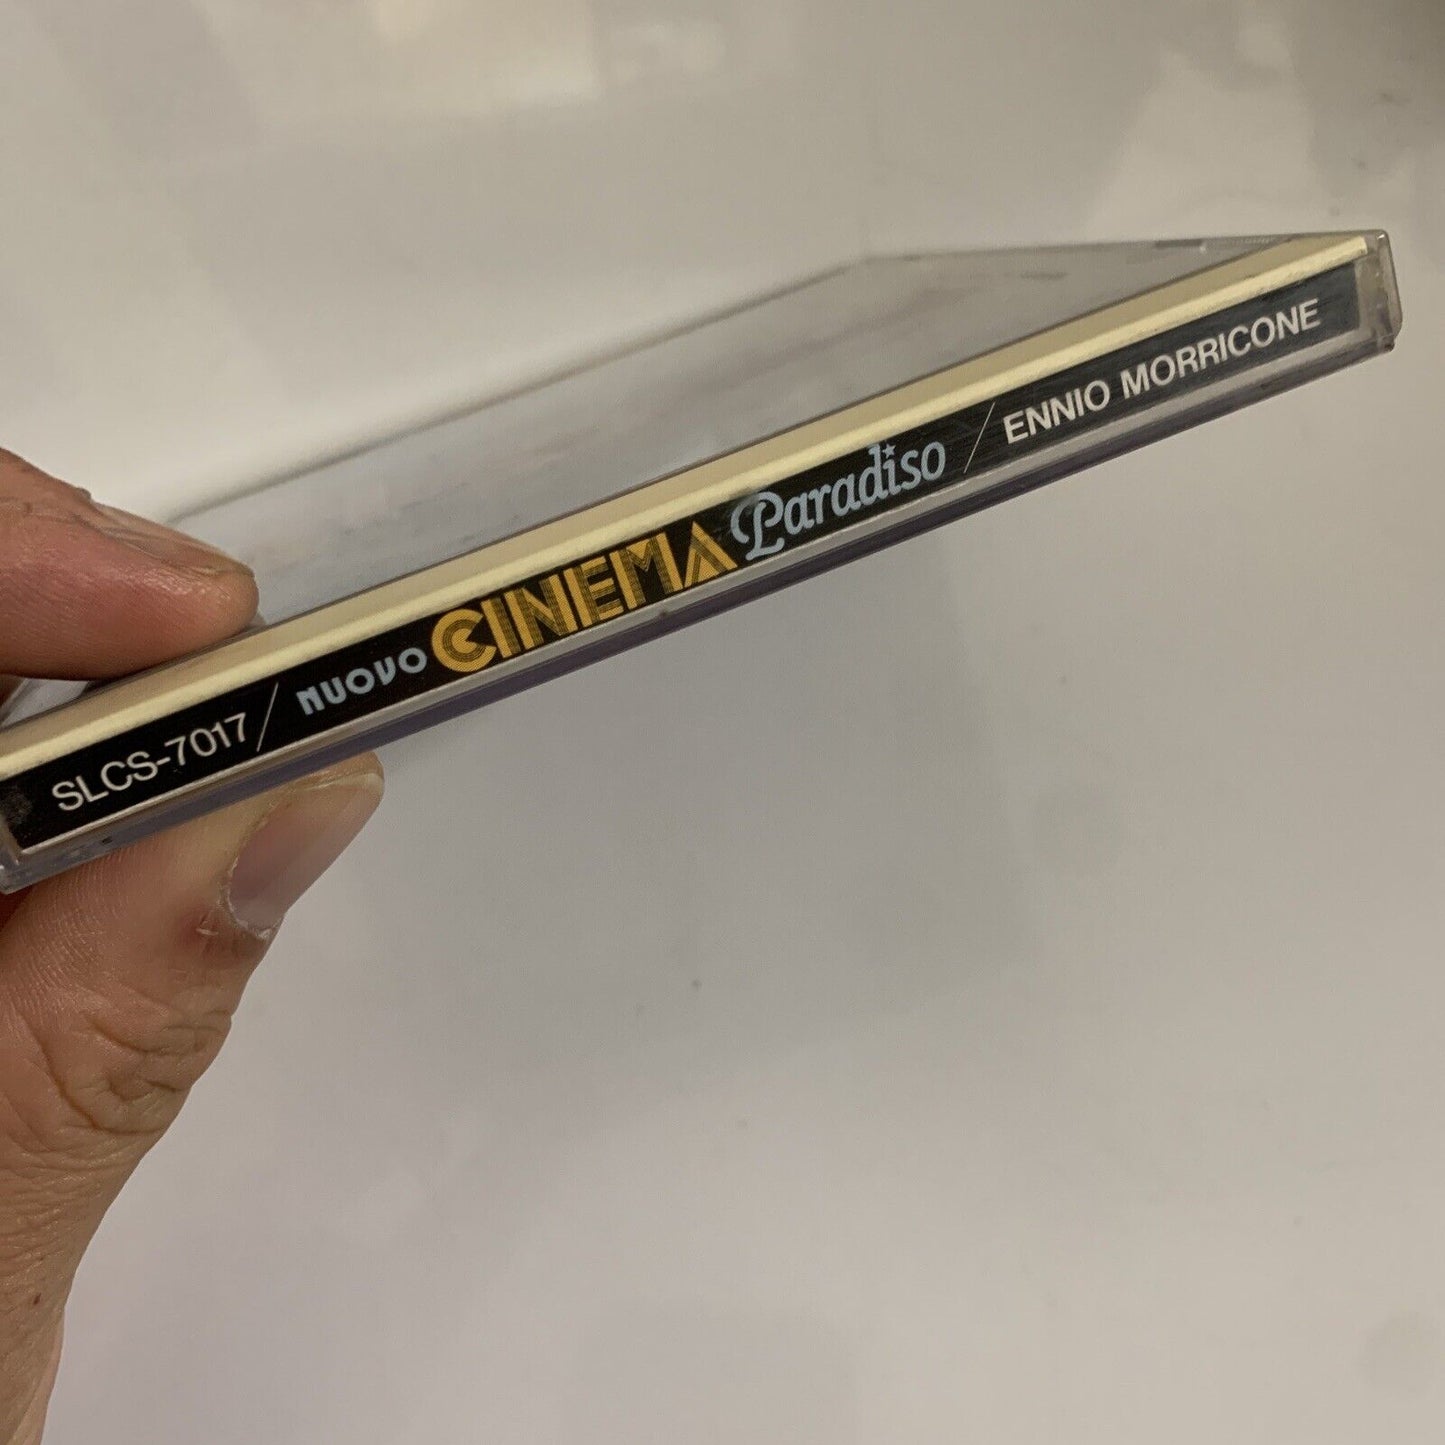 SLCS-7017/ NUOVO CINEMA Paradiso / ENNIO MORRICONE